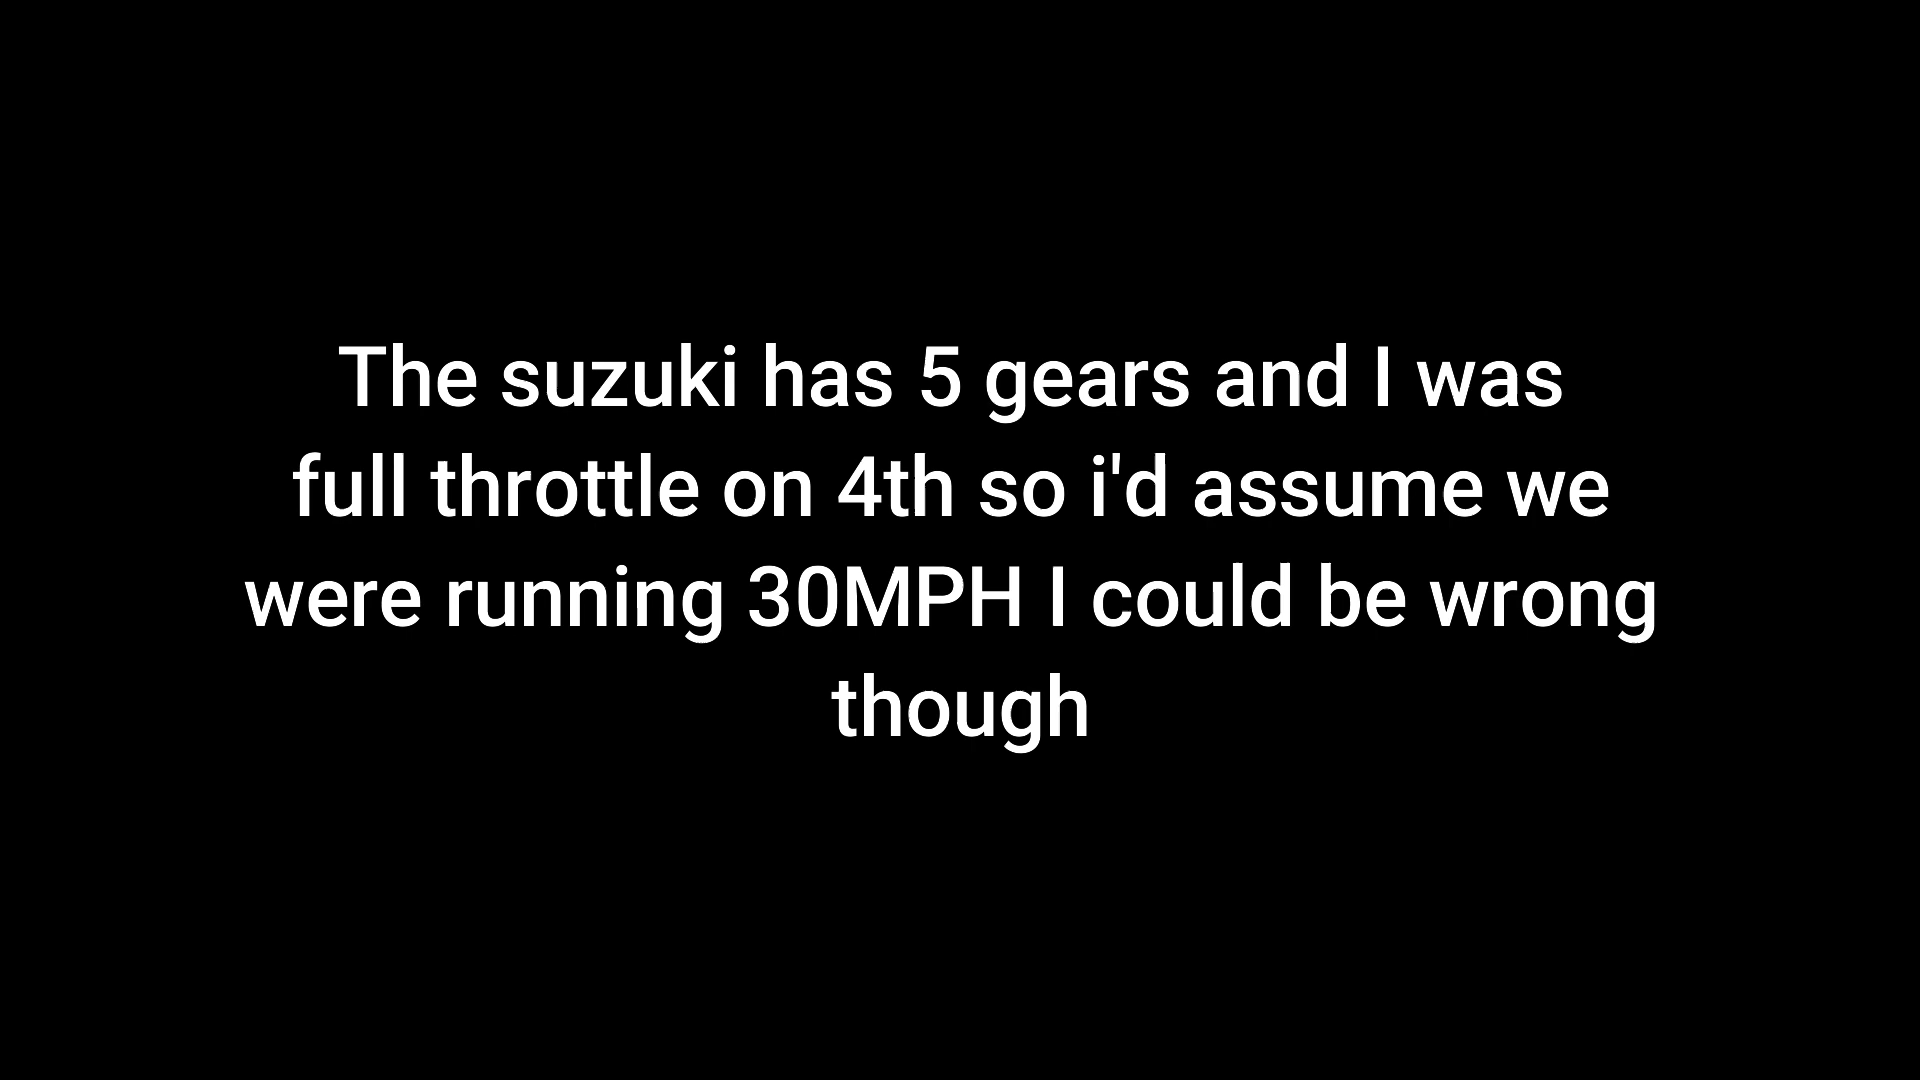 The suzuki has 5 gears and I was
full throttle on 4th so i'd assume we
were running 30MPH I could be wrong
though